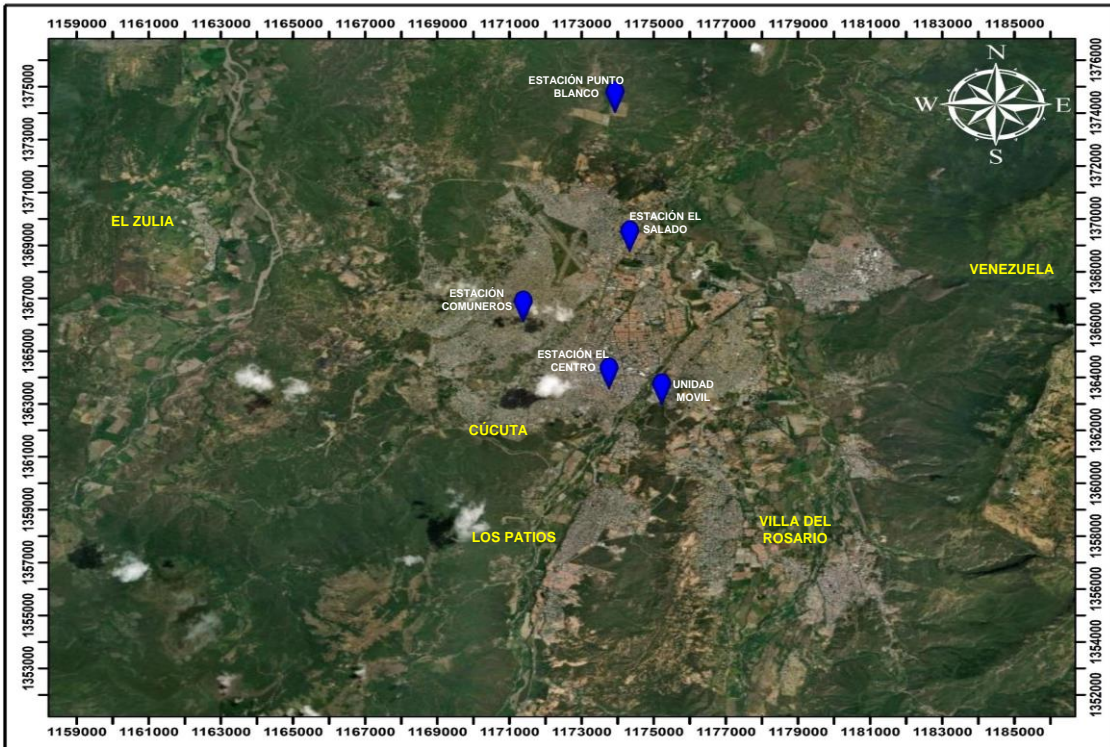 1159000 1161000 1163000 1165000 1167000 1169000 1171000 1173000 1175000 1177000 1179000 1181000 1183000 1185000
1375000
1373000
1371000
1369000
1367000
1365000
1363000
1361000
1359000
1357000
1355000
1353000
ESTACIÓN PUNTO
BLANCO
N
W E
S
EL ZULIA
ESTACIÓN EL
SALADO
VENEZUELA
ESTACIÓN
COMUNEROS
ESTACIÓN EL
CENTRO
UNIDAD
MOVIL
CÚCUTA
LOS PATIOS
VILLA DEL
ROSARIO
1376000
1374000
1372000
1370000
1368000
1366000
1364000
1362000
1360000
1358000
1356000
1354000
1352000
1159000 1161000 1163000 1165000 1167000 1169000 1171000 1173000 1175000 1177000 1179000 1181000 1183000 1185000